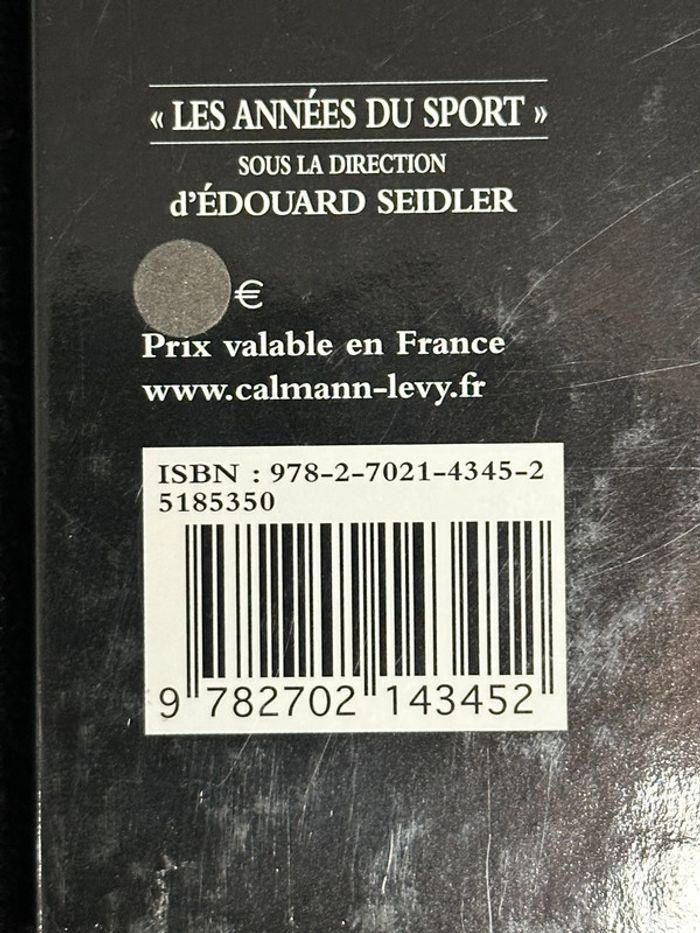 « LES ANNÉES DU SPORT »
SOUS LA DIRECTION
d'ÉDOUARD SEIDLER
€
Prix valable en France
www.calmann-levy.fr
ISBN : 978-2-7021-4345-2
5185350
9 782702 143452